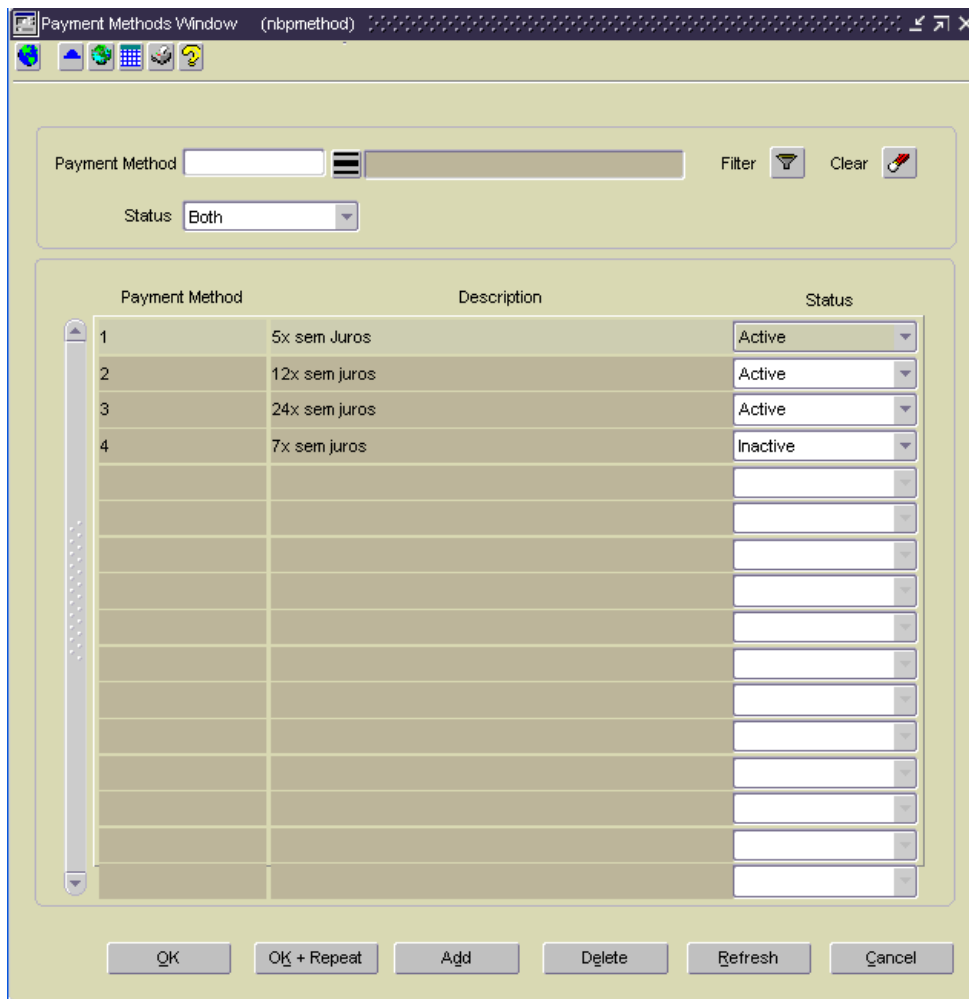 Payment Methods Window (nbpmethod)
Payment Method Filter Clear
Status Both
Payment Method Description Status
1 5x sem Juros Active
2 12x sem juros Active
3 24x sem juros Active
4 7x sem juros Inactive
OK OK + Repeat Add Delete Refresh Cancel